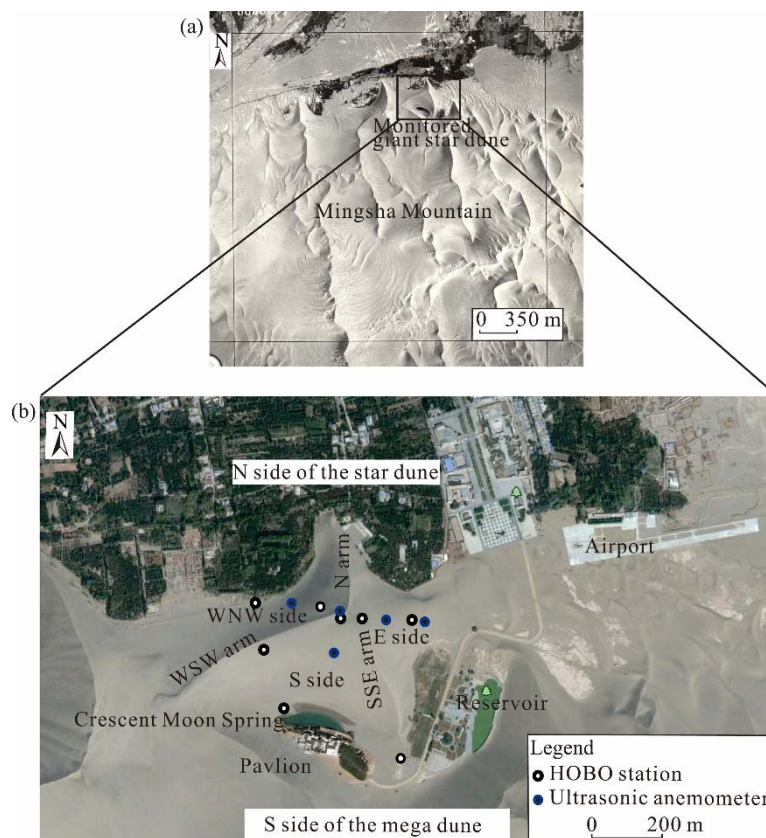 (a)
N
Monitored
giant star dune
Mingsha Mountain
0 350 m
(b)
N
N side of the star dune
Airport
N arm
WNW side
E side
WSW arm
SSE arm
S side
Reservoir
Crescent Moon Spring
Pavlion
Legend
HOBO station
Ultrasonic anemometer
S side of the mega dune
0 200 m